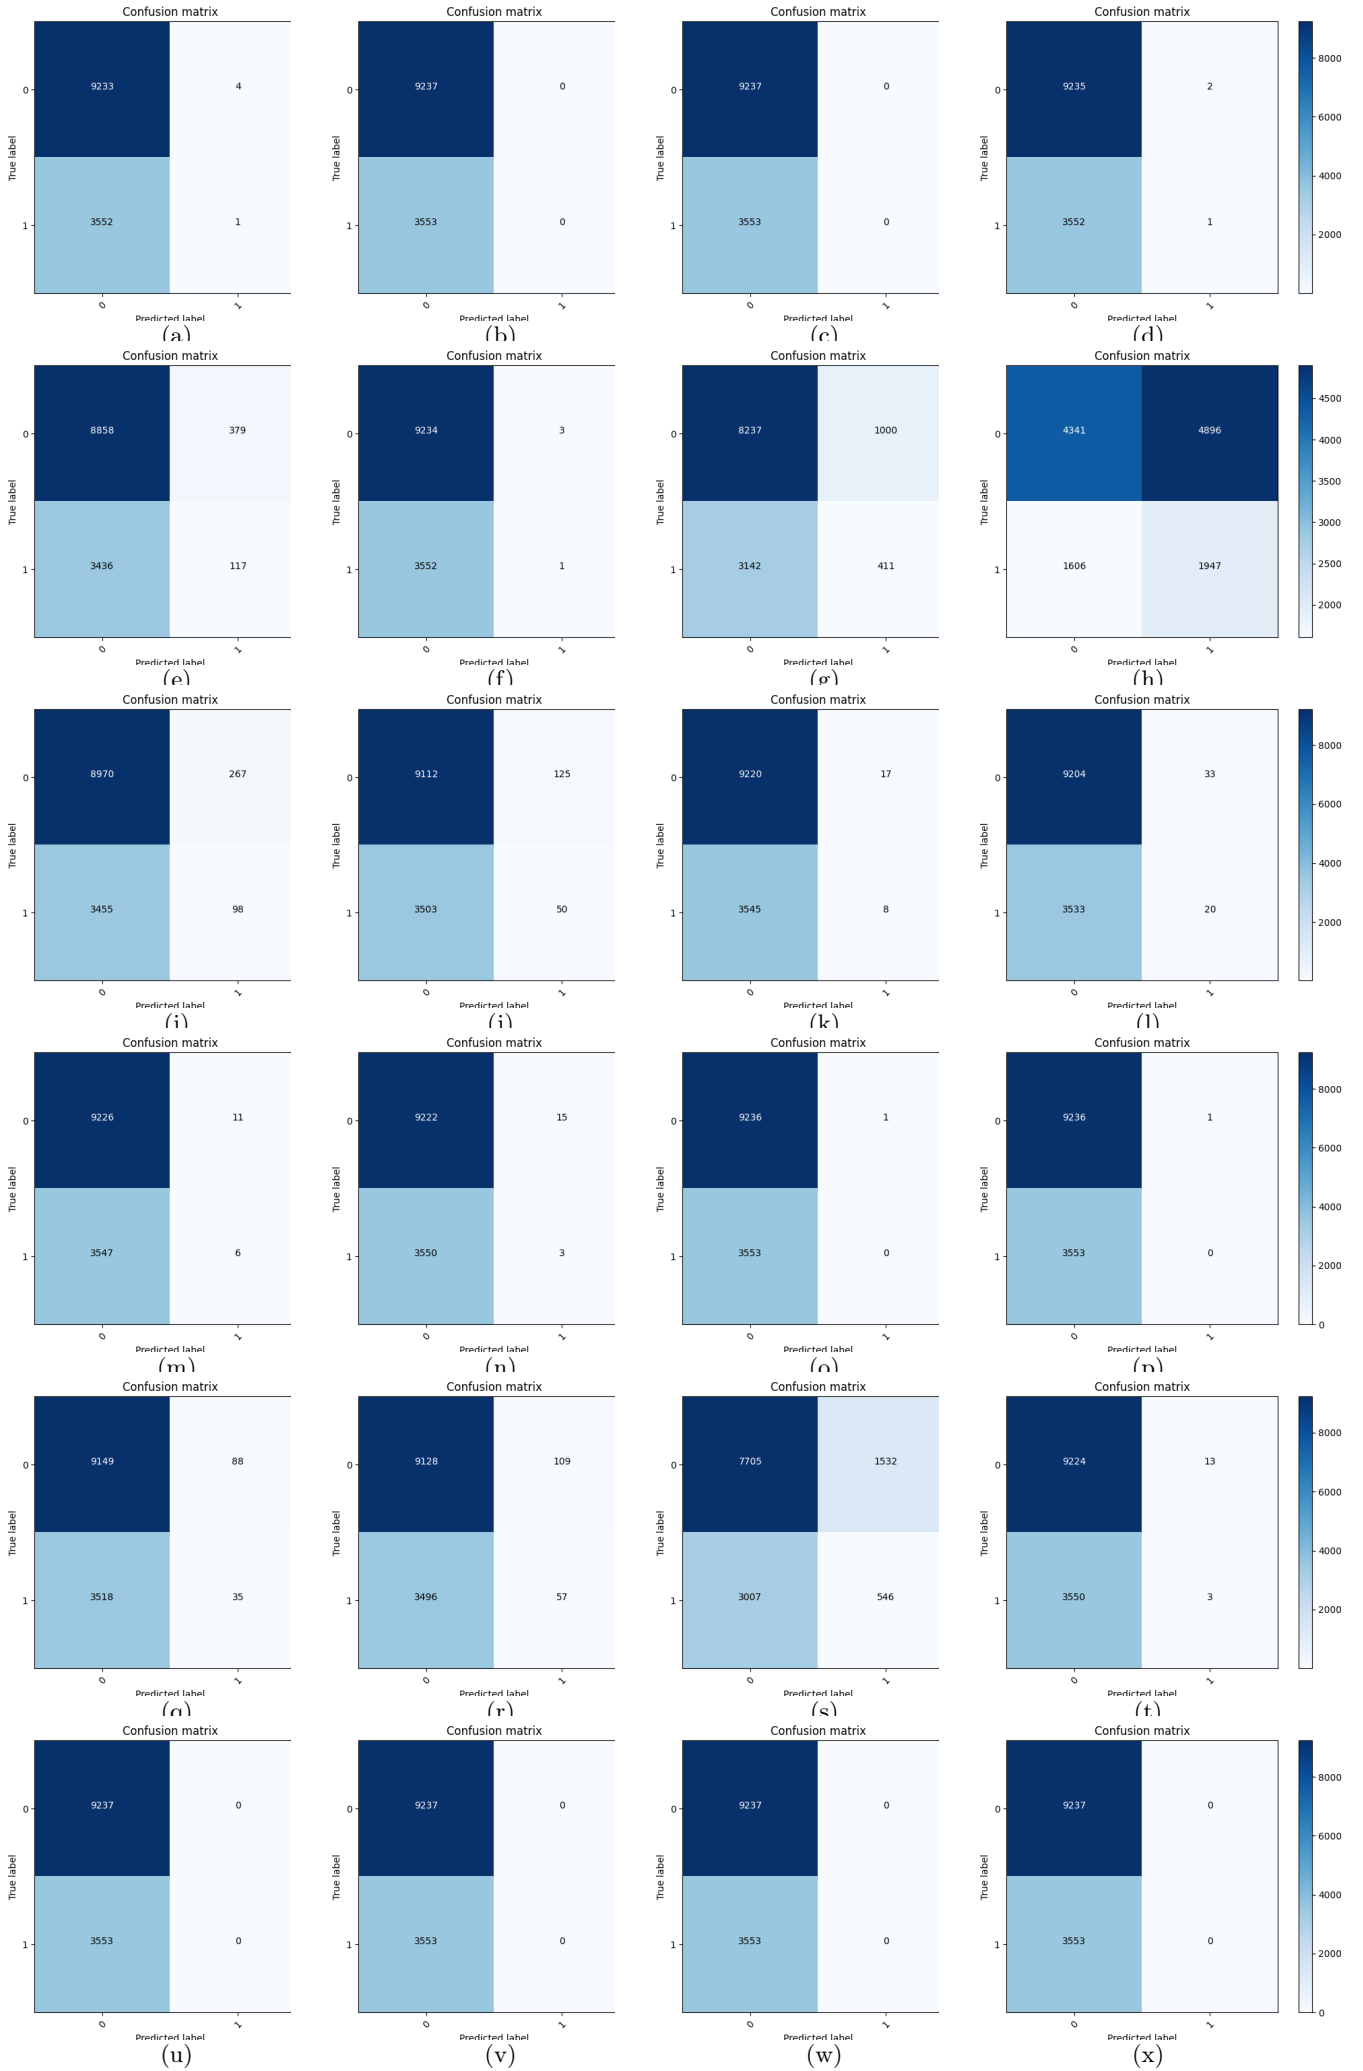 Confusion matrix Confusion matrix Confusion matrix Confusion matrix
8000
0 9233 4 0 9237 0 0 9237 0 0 9235 2
6000
True label True label True label True label
4000
1 3552 1 1 3553 0 1 3553 0 1 3552 1
2000
0 1 0 1 0 1 0 1
Predicted label Predicted label Predicted label Predicted label
(a) (b) (c) (d)
Confusion matrix Confusion matrix Confusion matrix Confusion matrix
4500
0 8858 379 0 9234 3 0 8237 1000 0 4341 4896
4000
3500
True label True label True label True label
3000
1 3436 117 1 3552 1 1 3142 411 1 1606 1947
2500
2000
0 1 0 1 0 1 0 1
Predicted label Predicted label Predicted label Predicted label
(e) (f) (g) (h)
Confusion matrix Confusion matrix Confusion matrix Confusion matrix
8000
0 8970 267 0 9112 125 0 9220 17 0 9204 33
6000
True label True label True label True label
4000
1 3455 98 1 3503 50 1 3545 8 1 3533 20
2000
0 1 0 1 0 1 0 1
Predicted label Predicted label Predicted label Predicted label
(i) (j) (k) (l)
Confusion matrix Confusion matrix Confusion matrix Confusion matrix
8000
0 9226 11 0 9222 15 0 9236 1 0 9236 1
6000
True label True label True label True label
4000
1 3547 6 1 3550 3 1 3553 0 1 3553 0
2000
0
0 1 0 1 0 1 0 1
Predicted label Predicted label Predicted label Predicted label
(m) (n) (o) (p)
Confusion matrix Confusion matrix Confusion matrix Confusion matrix
8000
0 9149 88 0 9128 109 0 7705 1532 0 9224 13
6000
True label True label True label True label
4000
1 3518 35 1 3496 57 1 3007 546 1 3550 3
2000
0 1 0 1 0 1 0 1
Predicted label Predicted label Predicted label Predicted label
(q) (r) (s) (t)
Confusion matrix Confusion matrix Confusion matrix Confusion matrix
8000
0 9237 0 0 9237 0 0 9237 0 0 9237 0
6000
True label True label True label True label
4000
1 3553 0 1 3553 0 1 3553 0 1 3553 0
2000
0
0 1 0 1 0 1 0 1
Predicted label Predicted label Predicted label Predicted label
(u) (v) (w) (x)